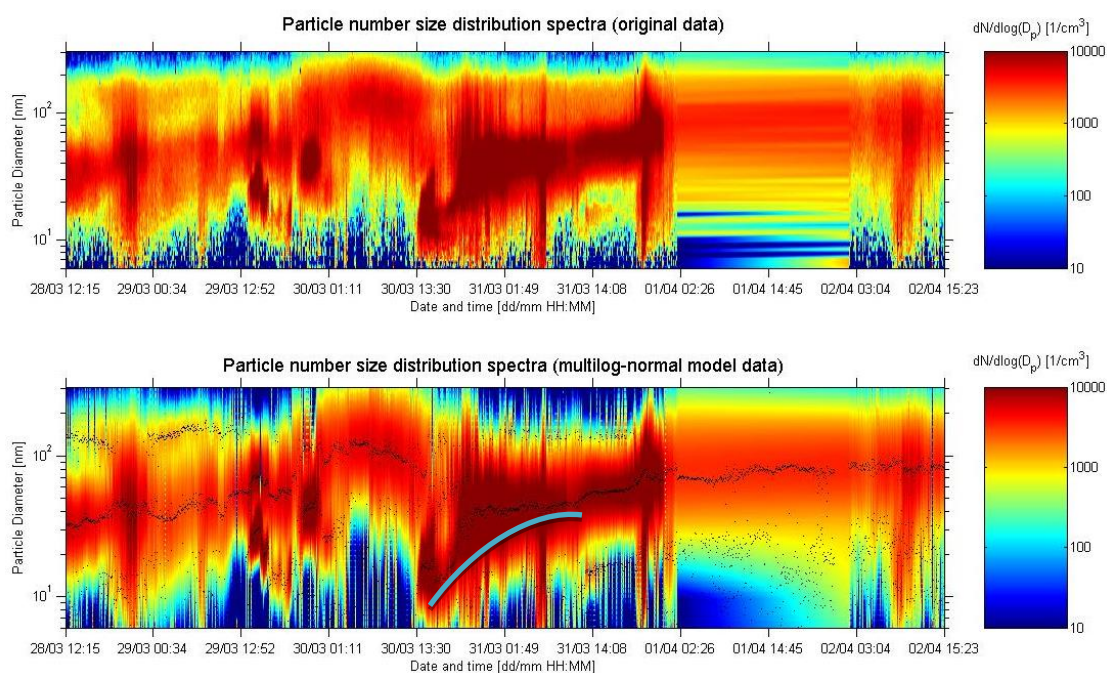 Particle number size distribution spectra (original data)
dN/dlog(D_p) [1/cm^3]
Particle Diameter [nm]
10^2
10^1
28/03 12:15 29/03 00:34 29/03 12:52 30/03 01:11 30/03 13:30 31/03 01:49 31/03 14:08 01/04 02:26 01/04 14:45 02/04 03:04 02/04 15:23
Date and time [dd/mm HH:MM]
10000
1000
100
10
Particle number size distribution spectra (multilog-normal model data)
dN/dlog(D_p) [1/cm^3]
Particle Diameter [nm]
10^2
10^1
28/03 12:15 29/03 00:34 29/03 12:52 30/03 01:11 30/03 13:30 31/03 01:49 31/03 14:08 01/04 02:26 01/04 14:45 02/04 03:04 02/04 15:23
Date and time [dd/mm HH:MM]
10000
1000
100
10